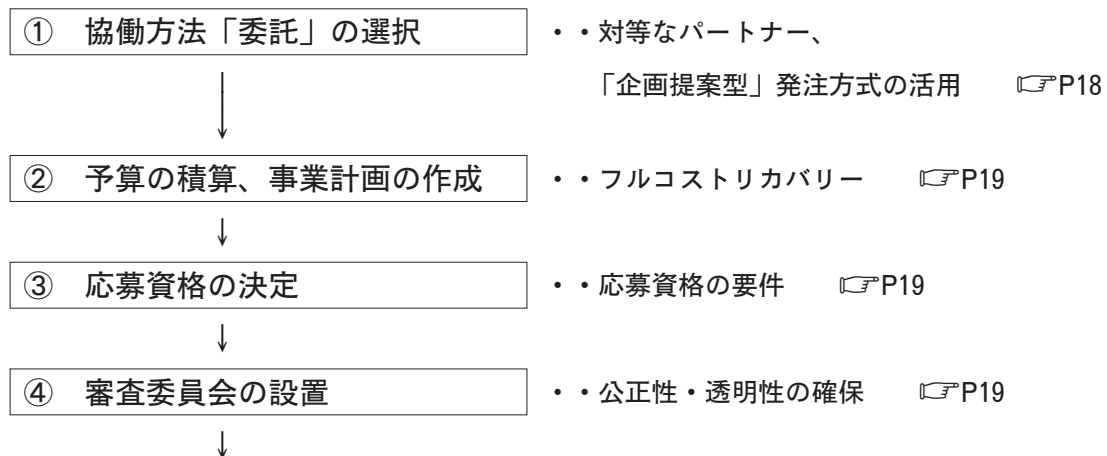 ① 協働方法「委託」の選択 ・・対等なパートナー、
「企画提案型」発注方式の活用 ☞P18
↓
② 予算の積算、事業計画の作成 ・・フルコストリカバリー ☞P19
↓
③ 応募資格の決定 ・・応募資格の要件 ☞P19
↓
④ 審査委員会の設置 ・・公正性・透明性の確保 ☞P19
↓